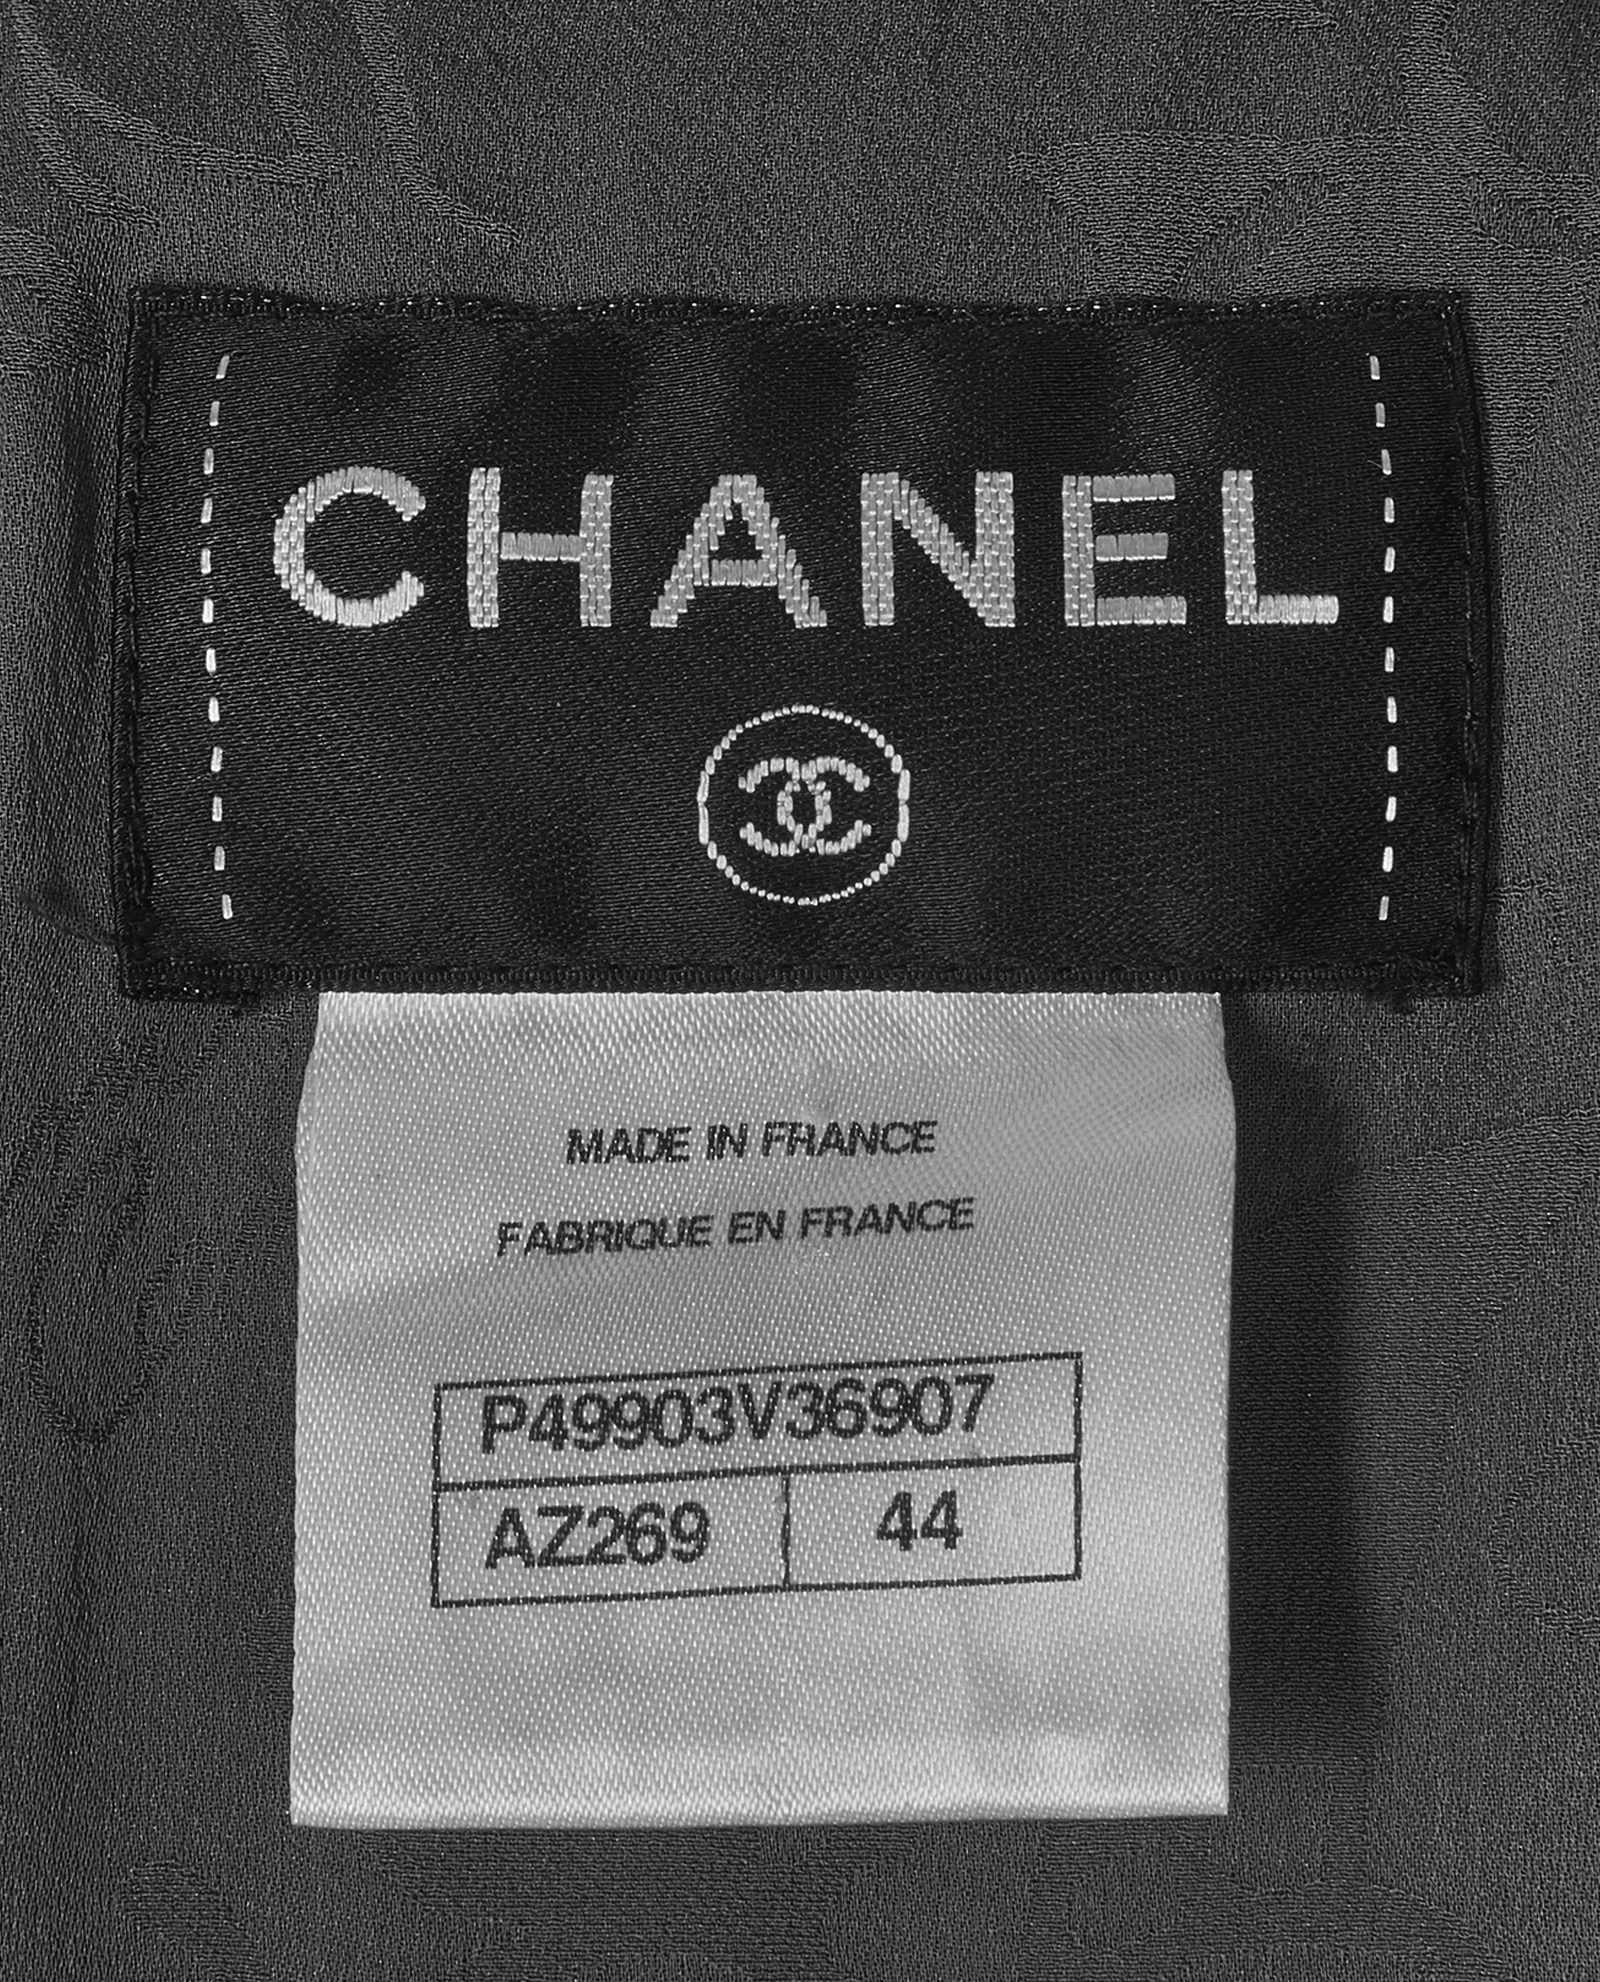 CHANEL
MADE IN FRANCE
FABRIQUE EN FRANCE
P49903V36907
AZ269 44